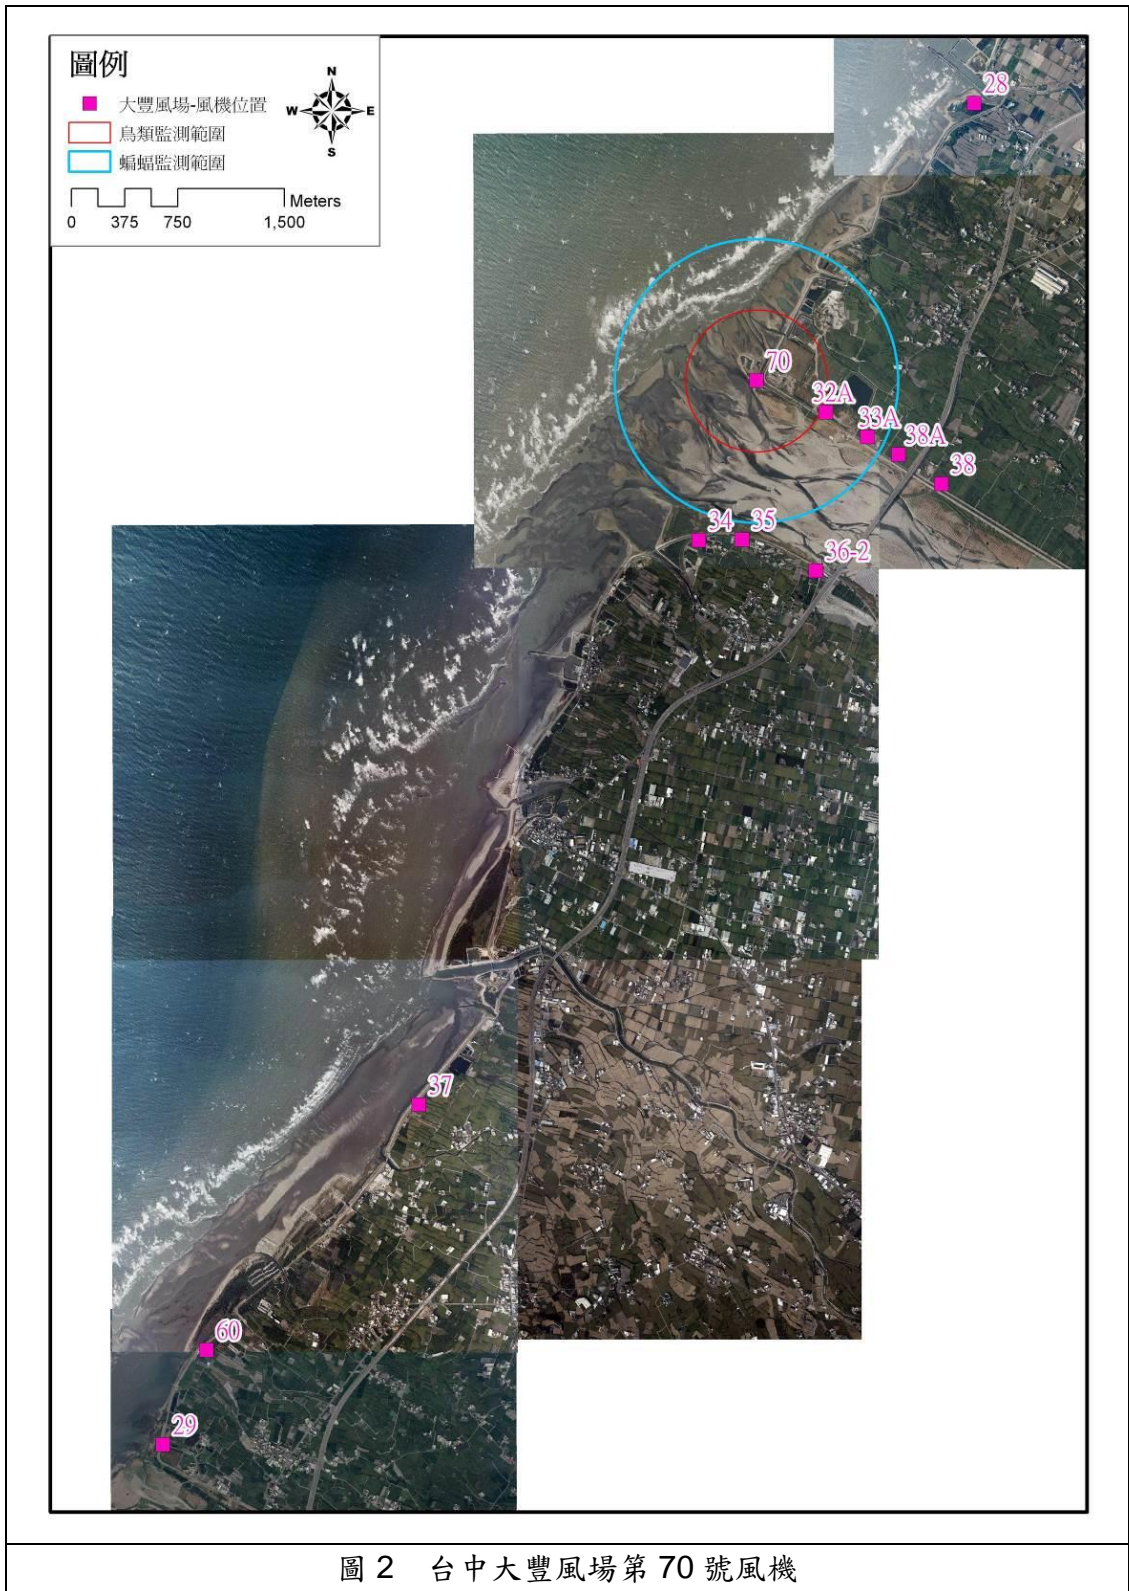 圖例
N
W E
S
大豐風場-風機位置
鳥類監測範圍
蝙蝠監測範圍
Meters
0 375 750 1,500
28
70
32A
33A
38A
38
34 35
36-2
37
60
29
圖 2 台中大豐風場第 70 號風機